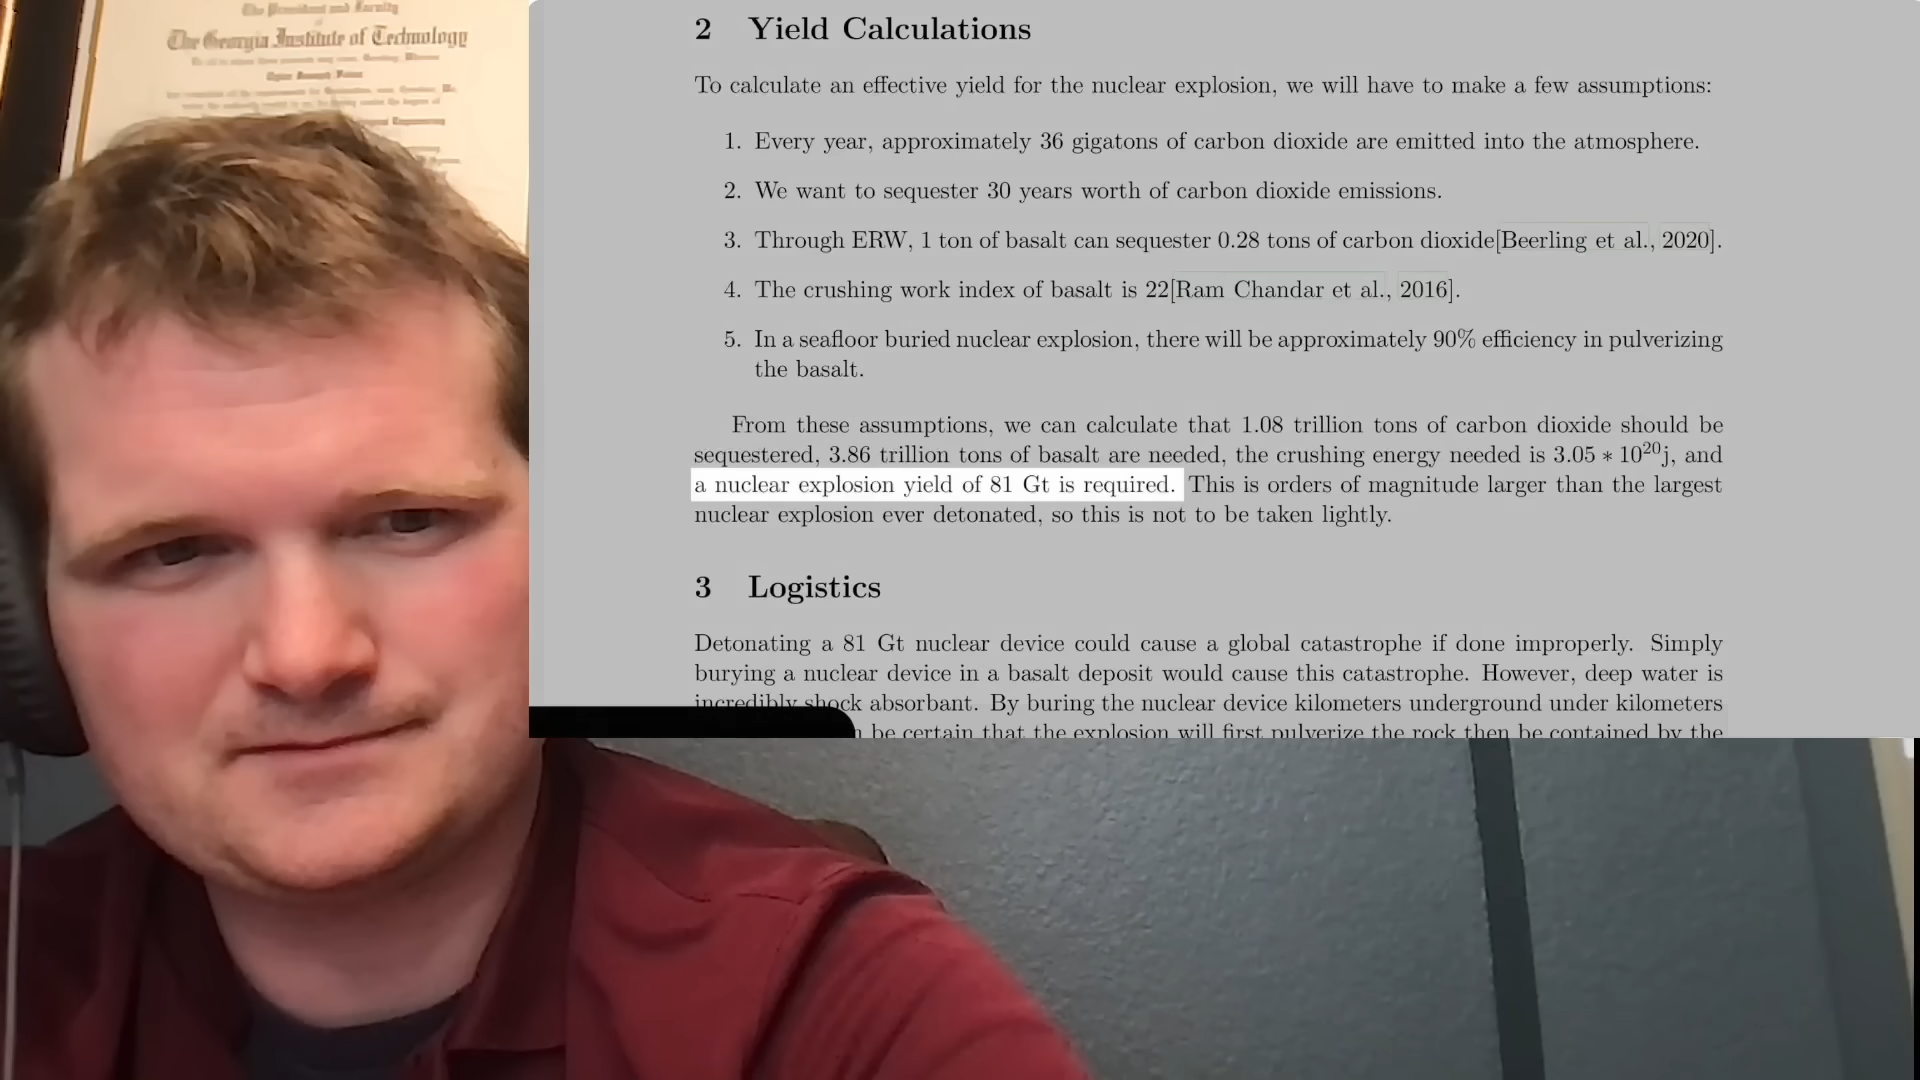 The President and Faculty
of
The Georgia Institute of Technology
2 Yield Calculations
To calculate an effective yield for the nuclear explosion, we will have to make a few assumptions:
1. Every year, approximately 36 gigatons of carbon dioxide are emitted into the atmosphere.
2. We want to sequester 30 years worth of carbon dioxide emissions.
3. Through ERW, 1 ton of basalt can sequester 0.28 tons of carbon dioxide[Beerling et al., 2020].
4. The crushing work index of basalt is 22[Ram Chandar et al., 2016].
5. In a seafloor buried nuclear explosion, there will be approximately 90% efficiency in pulverizing
the basalt.
From these assumptions, we can calculate that 1.08 trillion tons of carbon dioxide should be
sequestered, 3.86 trillion tons of basalt are needed, the crushing energy needed is 3.05 ∗ 10²⁰j, and
a nuclear explosion yield of 81 Gt is required. This is orders of magnitude larger than the largest
nuclear explosion ever detonated, so this is not to be taken lightly.
3 Logistics
Detonating a 81 Gt nuclear device could cause a global catastrophe if done improperly. Simply
burying a nuclear device in a basalt deposit would cause this catastrophe. However, deep water is
incredibly shock absorbant. By buring the nuclear device kilometers underground under kilometers
be certain that the explosion will first pulverize the rock then be contained by the